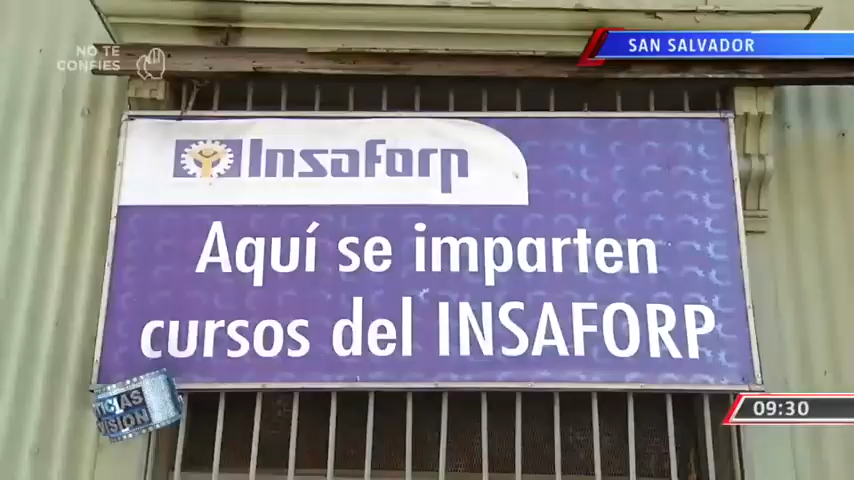 NO TE
CONFIES
SAN SALVADOR
Insaforp
Aquí se imparten
cursos del INSAFORP
09:30